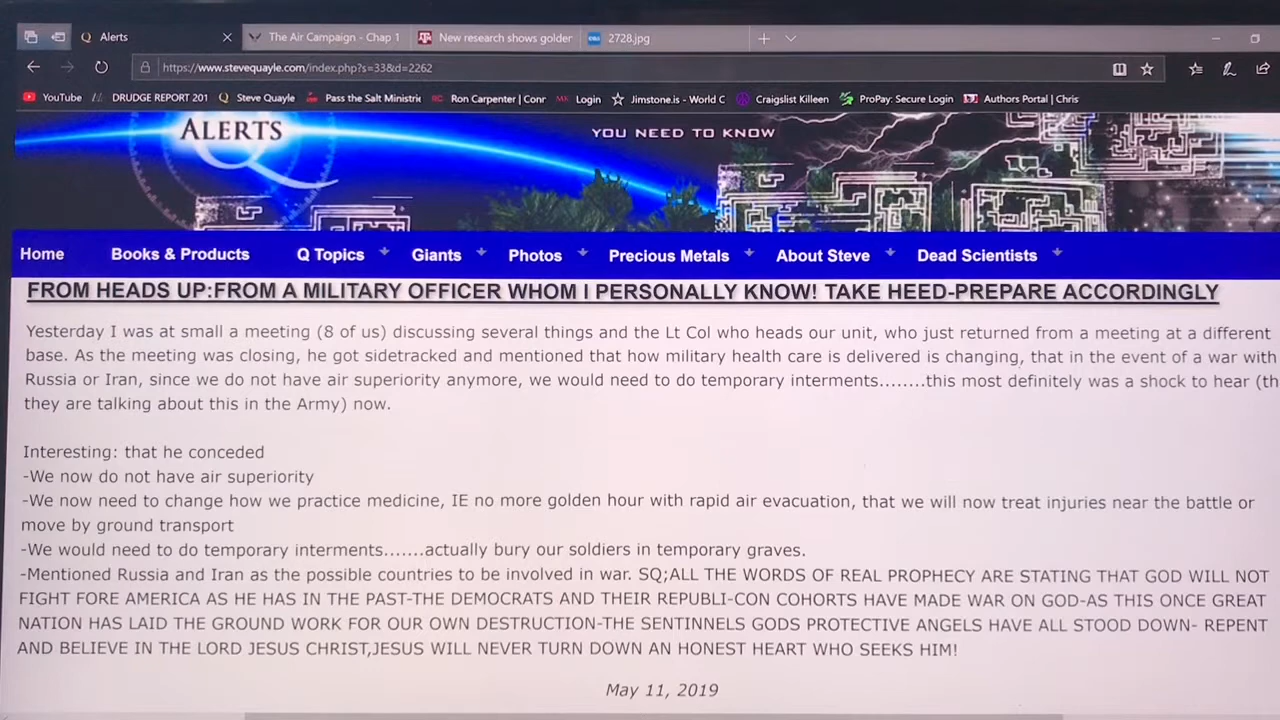 Alerts
The Air Campaign - Chap 1
New research shows golder
2728.jpg
https://www.stevequayle.com/index.php?s=33&d=2262
YouTube
DRUDGE REPORT 201
Steve Quayle
Pass the Salt Ministrie
Ron Carpenter | Conr
Login
Jimstone.is - World C
Craigslist Killeen
ProPay: Secure Login
Authors Portal | Chris
ALERTS
YOU NEED TO KNOW
Home
Books & Products
Q Topics
Giants
Photos
Precious Metals
About Steve
Dead Scientists
FROM HEADS UP:FROM A MILITARY OFFICER WHOM I PERSONALLY KNOW! TAKE HEED-PREPARE ACCORDINGLY
Yesterday I was at small a meeting (8 of us) discussing several things and the Lt Col who heads our unit, who just returned from a meeting at a different
base. As the meeting was closing, he got sidetracked and mentioned that how military health care is delivered is changing, that in the event of a war with
Russia or Iran, since we do not have air superiority anymore, we would need to do temporary interments........this most definitely was a shock to hear (th
they are talking about this in the Army) now.
Interesting: that he conceded
-We now do not have air superiority
-We now need to change how we practice medicine, IE no more golden hour with rapid air evacuation, that we will now treat injuries near the battle or
move by ground transport
-We would need to do temporary interments.......actually bury our soldiers in temporary graves.
-Mentioned Russia and Iran as the possible countries to be involved in war. SQ;ALL THE WORDS OF REAL PROPHECY ARE STATING THAT GOD WILL NOT
FIGHT FORE AMERICA AS HE HAS IN THE PAST-THE DEMOCRATS AND THEIR REPUBLI-CON COHORTS HAVE MADE WAR ON GOD-AS THIS ONCE GREAT
NATION HAS LAID THE GROUND WORK FOR OUR OWN DESTRUCTION-THE SENTINNELS GODS PROTECTIVE ANGELS HAVE ALL STOOD DOWN- REPENT
AND BELIEVE IN THE LORD JESUS CHRIST,JESUS WILL NEVER TURN DOWN AN HONEST HEART WHO SEEKS HIM!
May 11, 2019